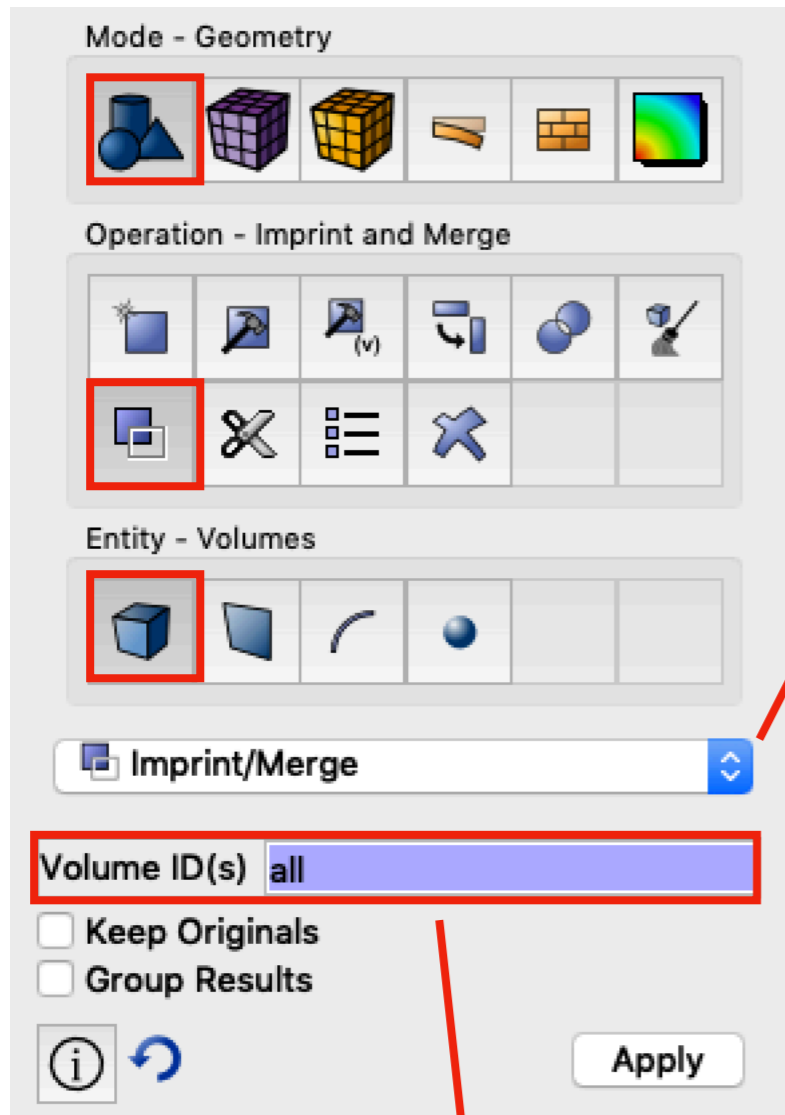 Mode - Geometry
Operation - Imprint and Merge
(v)
Entity - Volumes
Imprint/Merge
Volume ID(s) all
Keep Originals
Group Results
i
Apply